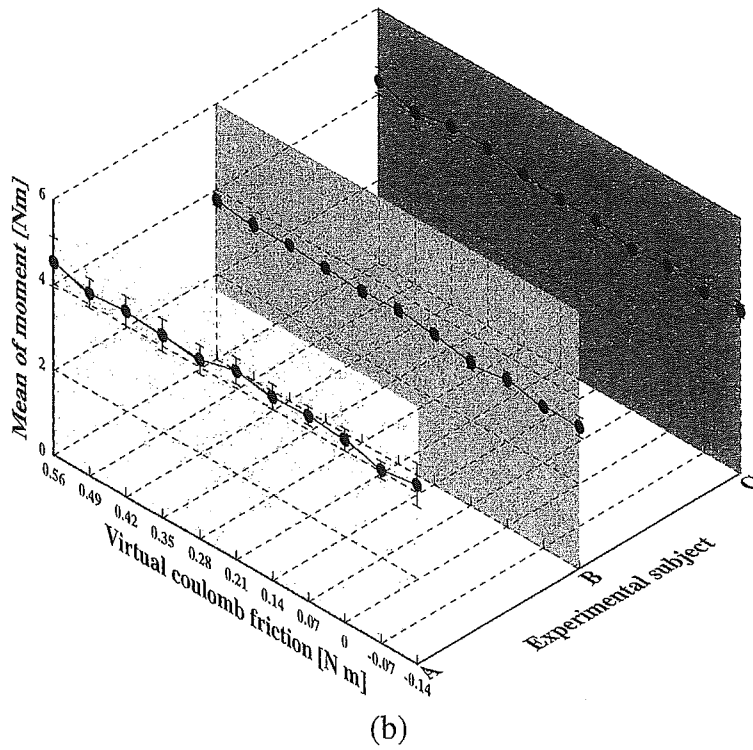 Mean of moment [Nm]
6
4
2
0
0.56
0.49
0.42
0.35
0.28
0.21
0.14
0.07
0
-0.07
-0.14
Virtual coulomb friction [N m]
A
B
C
Experimental subject
(b)